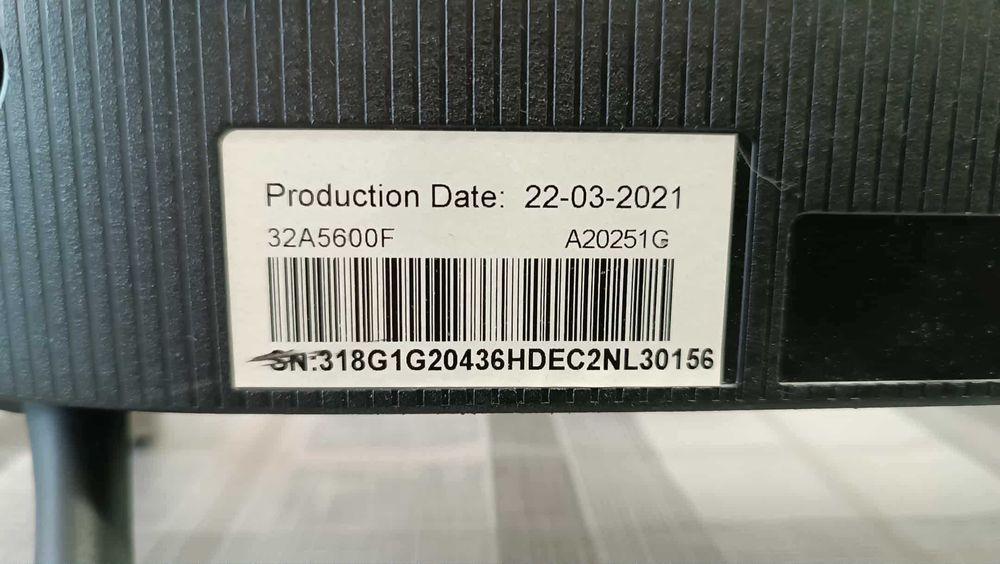 Production Date: 22-03-2021
32A5600F A20251G
SN:318G1G20436HDEC2NL30156